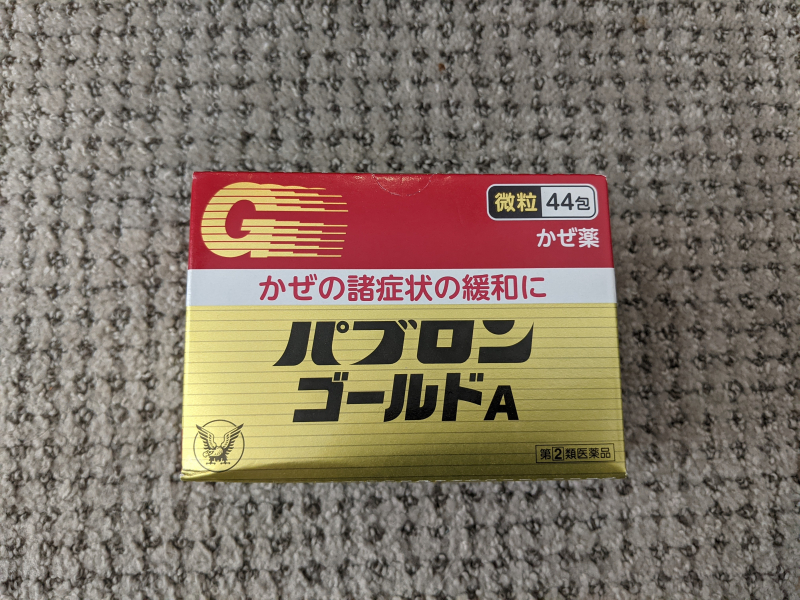 G
微粒 44包
かぜ薬
かぜの諸症状の緩和に
パブロン
ゴールドA
第②類医薬品